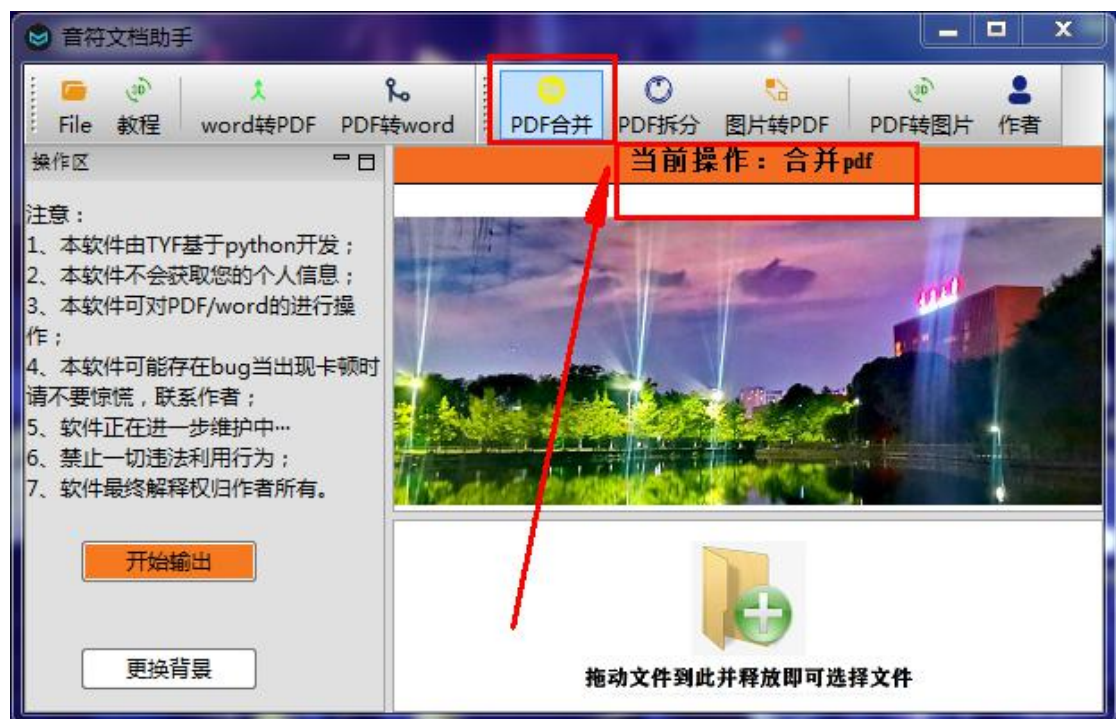 音符文档助手
File 教程 word转PDF PDF转word PDF合并 PDF拆分 图片转PDF PDF转图片 作者
操作区
当前操作：合并pdf
注意：
1、本软件由TYF基于python开发；
2、本软件不会获取您的个人信息；
3、本软件可对PDF/word的进行操
作；
4、本软件可能存在bug当出现卡顿时
请不要惊慌，联系作者；
5、软件正在进一步维护中…
6、禁止一切违法利用行为；
7、软件最终解释权归作者所有。
开始输出
更换背景
拖动文件到此并释放即可选择文件